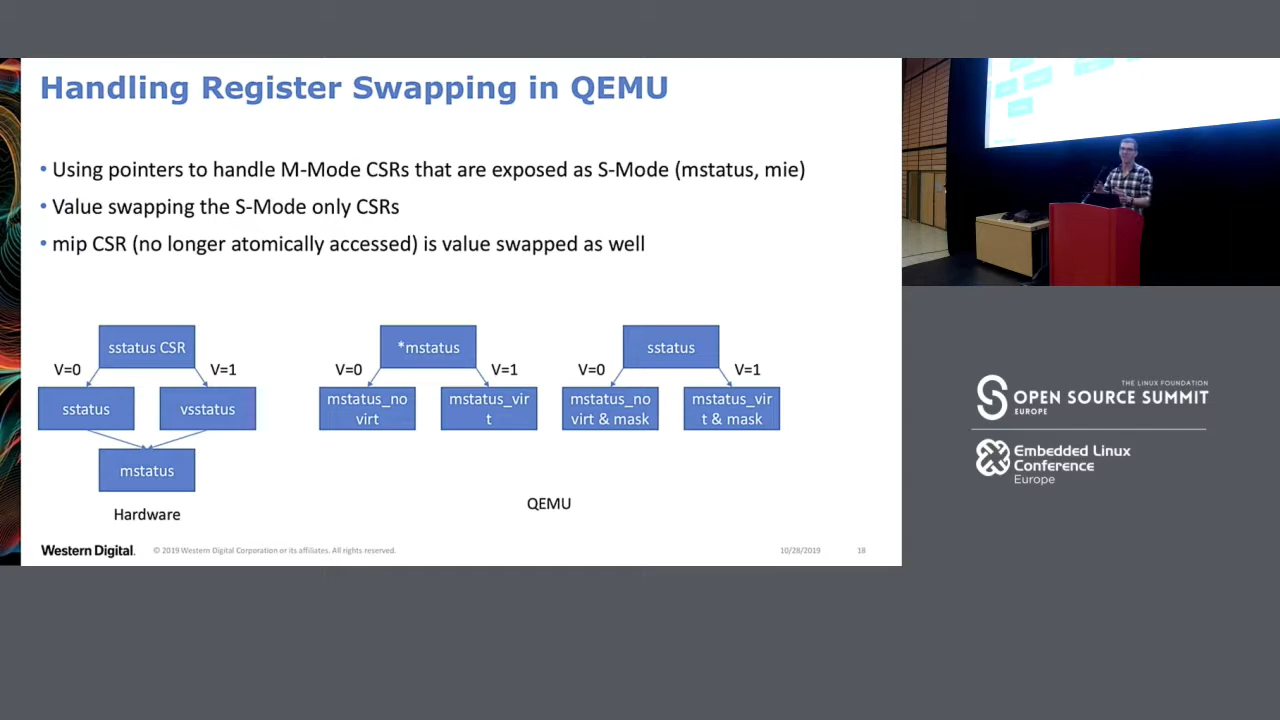 Handling Register Swapping in QEMU
• Using pointers to handle M-Mode CSRs that are exposed as S-Mode (mstatus, mie)
• Value swapping the S-Mode only CSRs
• mip CSR (no longer atomically accessed) is value swapped as well
sstatus CSR
V=0
V=1
sstatus
vsstatus
mstatus
Hardware
*mstatus
V=0
V=1
mstatus_no
virt
mstatus_vir
t
sstatus
V=0
V=1
mstatus_no
virt & mask
mstatus_vir
t & mask
QEMU
Western Digital.
© 2019 Western Digital Corporation or its affiliates. All rights reserved.
10/28/2019
18
THE LINUX FOUNDATION
OPEN SOURCE SUMMIT
EUROPE
Embedded Linux
Conference
Europe